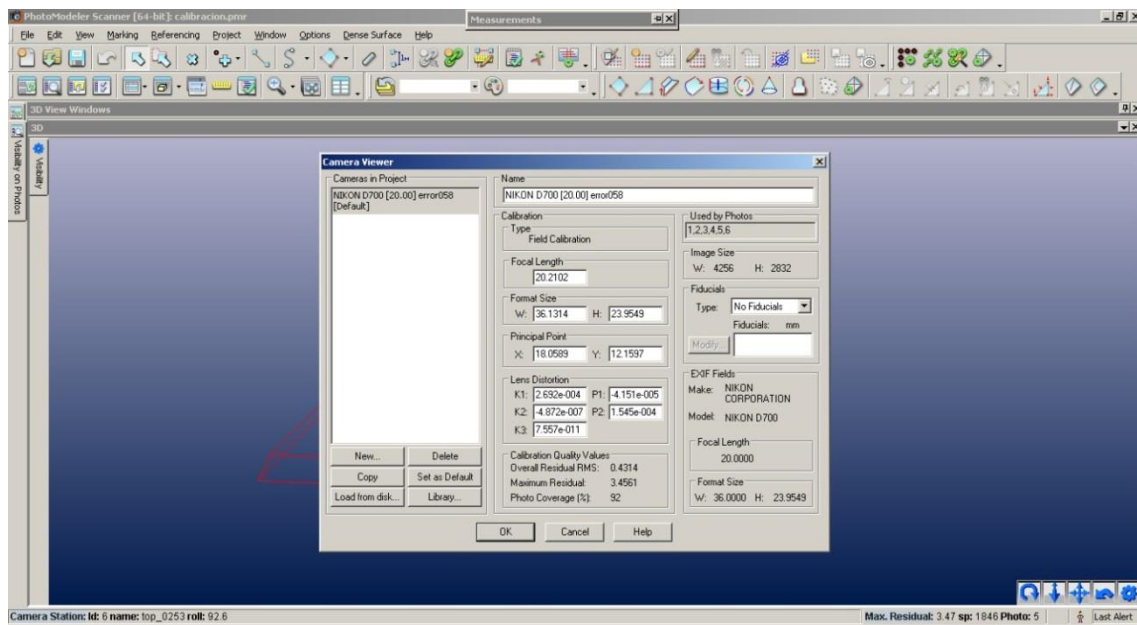 PhotoModeler Scanner [64-bit]: calibracion.pmr
Measurements
File Edit View Marking Referencing Project Window Options Dense Surface Help
3D View Windows
3D
Visibility on Photos
Visibility
Camera Viewer
Cameras in Project
NIKON D700 [20.00] error058
[Default]
New... Delete
Copy Set as Default
Load from disk... Library...
Name
NIKON D700 [20.00] error058
Calibration
Type
Field Calibration
Focal Length
20.2102
Format Size
W: 36.1314 H: 23.9549
Principal Point
X: 18.0589 Y: 12.1597
Lens Distortion
K1: 2.692e-004 P1: -4.151e-005
K2: -4.872e-007 P2: 1.545e-004
K3: 7.557e-011
Calibration Quality Values
Overall Residual RMS: 0.4314
Maximum Residual: 3.4561
Photo Coverage (%): 92
Used by Photos
1,2,3,4,5,6
Image Size
W: 4256 H: 2832
Fiducials
Type: No Fiducials
Fiducials: mm
Modify...
EXIF Fields
Make: NIKON
CORPORATION
Model: NIKON D700
Focal Length
20.0000
Format Size
W: 36.0000 H: 23.9549
OK Cancel Help
Camera Station: Id: 6 name: top_0253 roll: 92.6
Max. Residual: 3.47 sp: 1846 Photo: 5
Last Alert